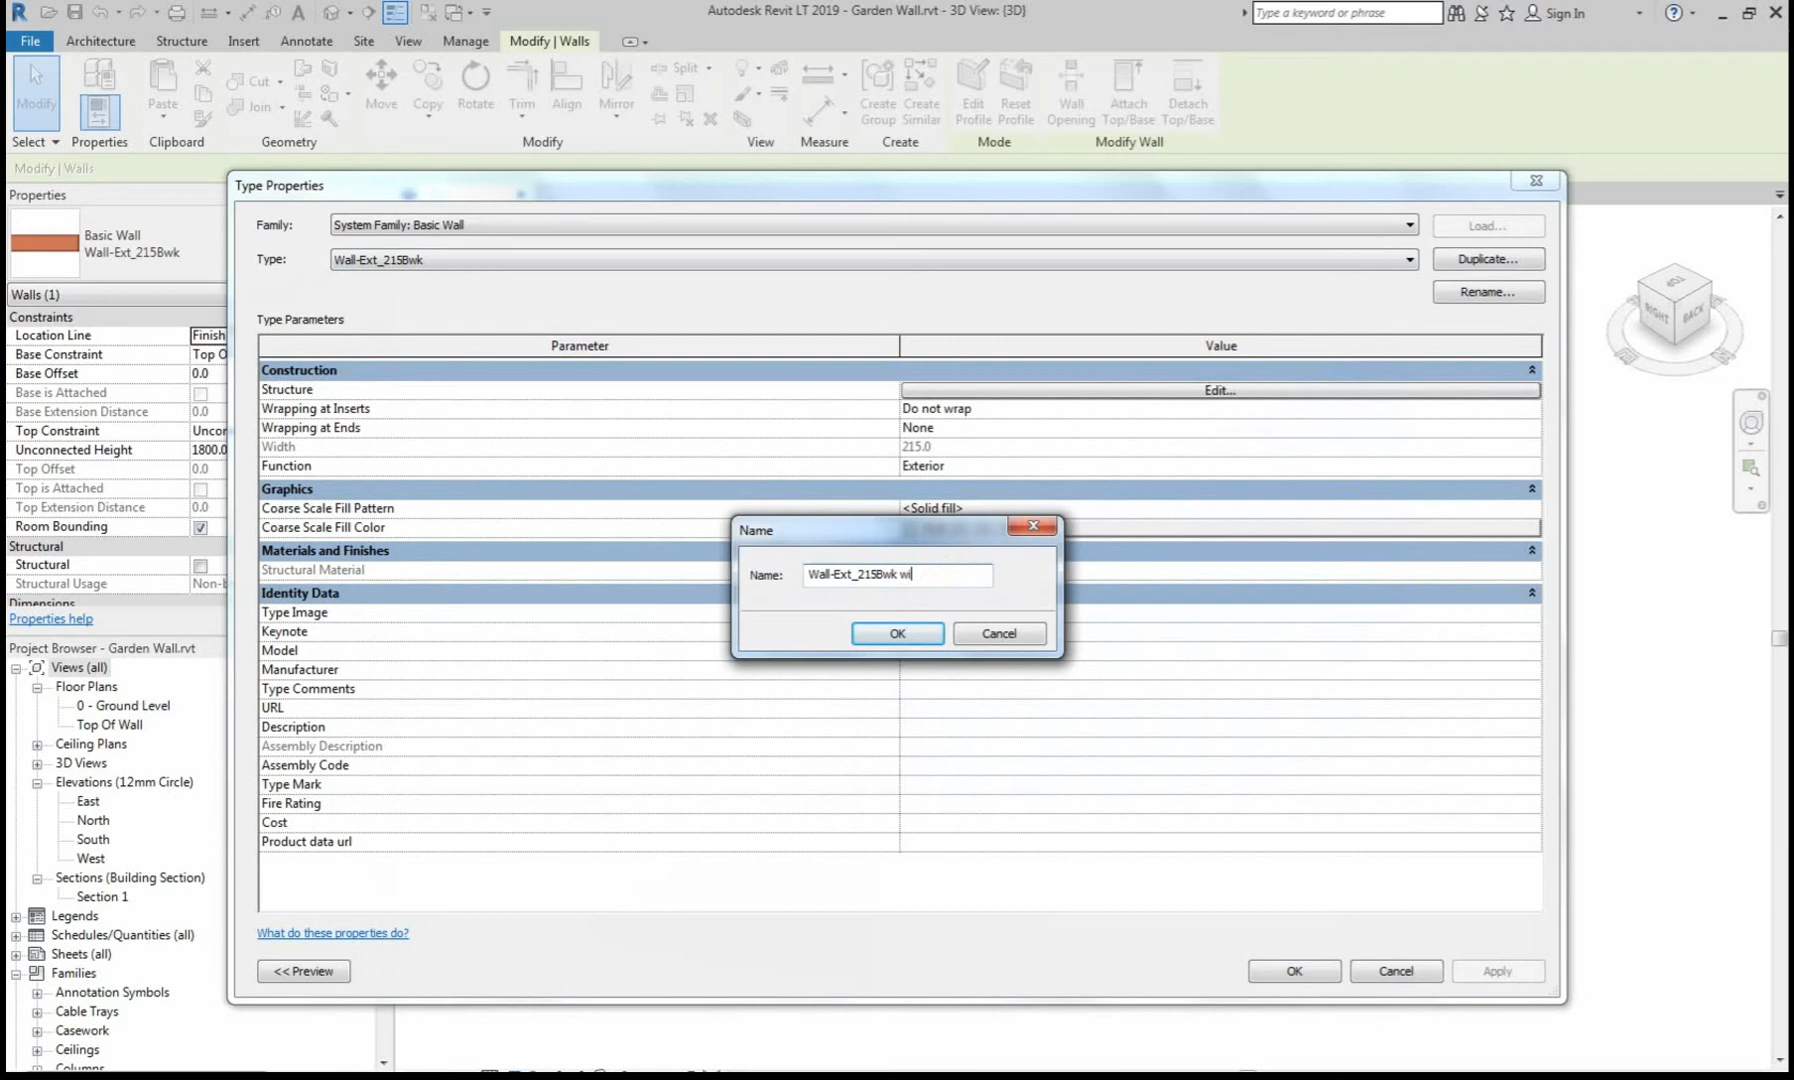 Autodesk Revit LT 2019 - Garden Wall.rvt - 3D View: {3D}
Type a keyword or phrase
Sign In
File Architecture Structure Insert Annotate Site View Manage Modify | Walls
Modify Paste Cut Join Move Copy Rotate Trim Align Mirror Split Create Group Create Similar Edit Profile Reset Profile Wall Opening Attach Top/Base Detach Top/Base
Select Properties Clipboard Geometry Modify View Measure Create Mode Modify Wall
Modify | Walls
Properties
Basic Wall
Wall-Ext_215Bwk
Walls (1)
Constraints
Location Line Finish
Base Constraint Top O
Base Offset 0.0
Base is Attached
Base Extension Distance 0.0
Top Constraint Uncor
Unconnected Height 1800.0
Top Offset 0.0
Top is Attached
Top Extension Distance 0.0
Room Bounding
Structural
Structural
Structural Usage Non-b
Dimensions
Properties help
Project Browser - Garden Wall.rvt
Views (all)
Floor Plans
0 - Ground Level
Top Of Wall
Ceiling Plans
3D Views
Elevations (12mm Circle)
East
North
South
West
Sections (Building Section)
Section 1
Legends
Schedules/Quantities (all)
Sheets (all)
Families
Annotation Symbols
Cable Trays
Casework
Ceilings
Columns
Type Properties
Family: System Family: Basic Wall Load...
Type: Wall-Ext_215Bwk Duplicate...
Rename...
Type Parameters
Parameter Value
Construction
Structure Edit...
Wrapping at Inserts Do not wrap
Wrapping at Ends None
Width 215.0
Function Exterior
Graphics
Coarse Scale Fill Pattern <Solid fill>
Coarse Scale Fill Color
Materials and Finishes
Structural Material
Identity Data
Type Image
Keynote
Model
Manufacturer
Type Comments
URL
Description
Assembly Description
Assembly Code
Type Mark
Fire Rating
Cost
Product data url
What do these properties do?
<< Preview OK Cancel Apply
Name
Name: Wall-Ext_215Bwk wi
OK Cancel
TOP
RIGHT BACK